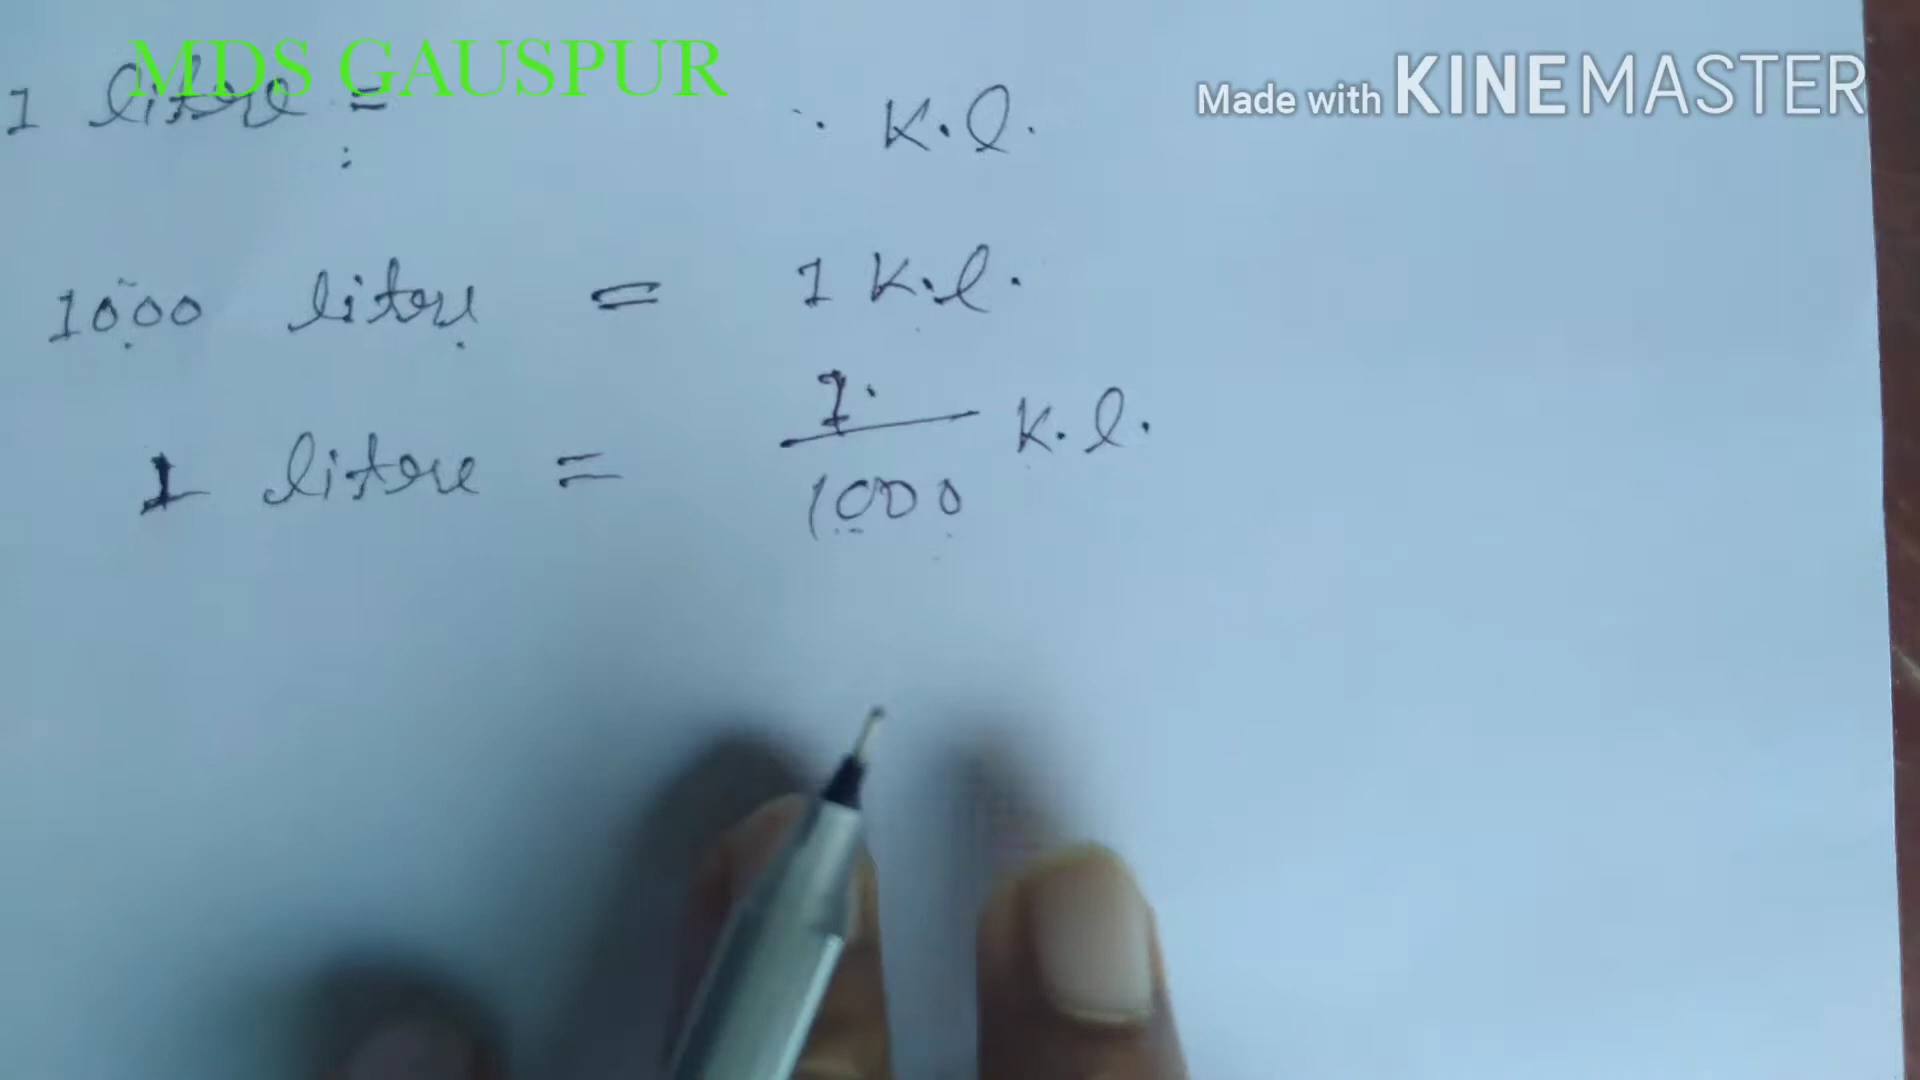 MDS GAUSPUR
Made with KINEMASTER
1 litre = K.l.
1000 litre = 1 K.l.
1 litre = 1/1000 K.l.